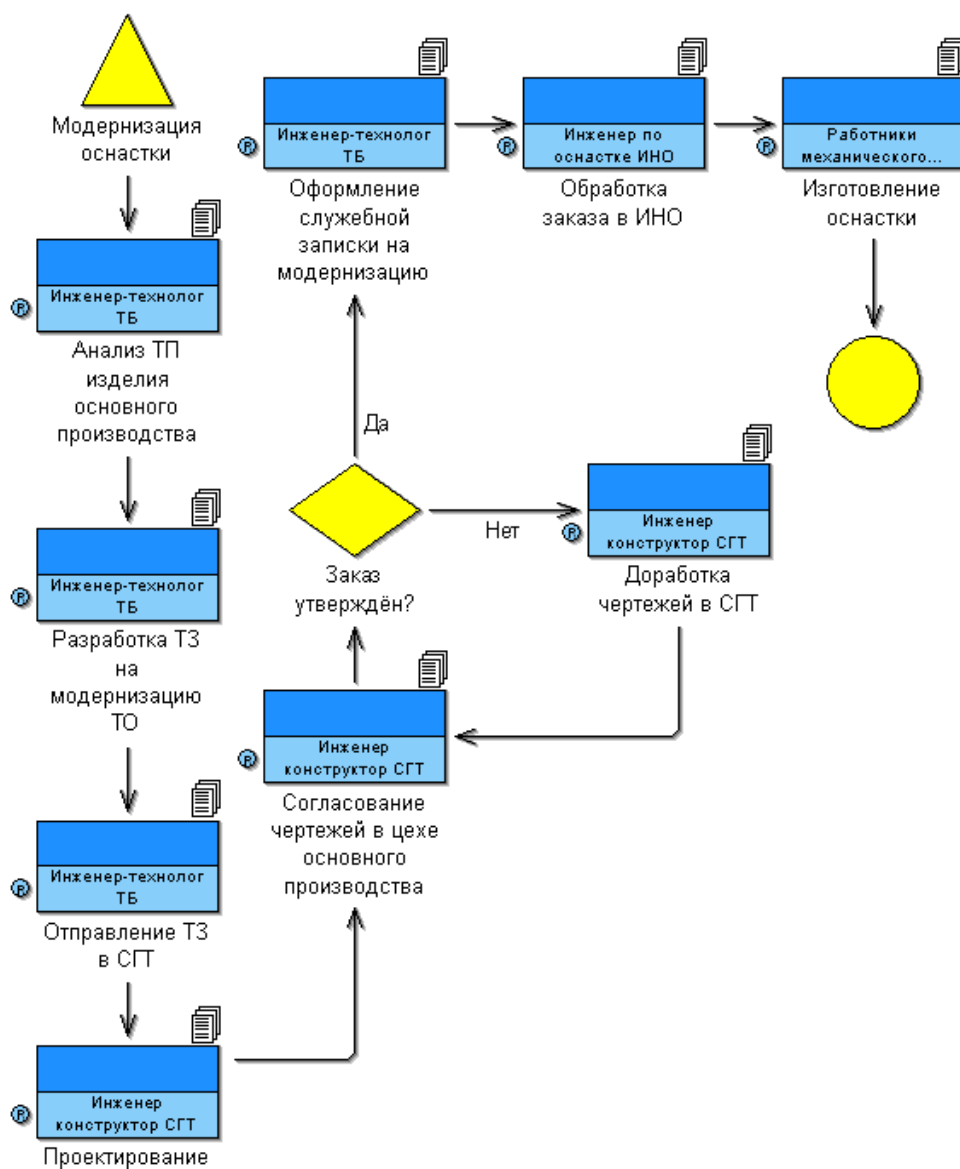 Модернизация
оснастки
Инженер-технолог
ТБ
Анализ ТП
изделия
основного
производства
Инженер-технолог
ТБ
Разработка ТЗ
на
модернизацию
ТО
Инженер-технолог
ТБ
Отправление ТЗ
в СГТ
Инженер
конструктор СГТ
Проектирование
Инженер
конструктор СГТ
Согласование
чертежей в цехе
основного
производства
Заказ
утверждён?
Нет
Инженер
конструктор СГТ
Доработка
чертежей в СГТ
Да
Инженер-технолог
ТБ
Оформление
служебной
записки на
модернизацию
Инженер по
оснастке ИНО
Обработка
заказа в ИНО
Работники
механического...
Изготовление
оснастки